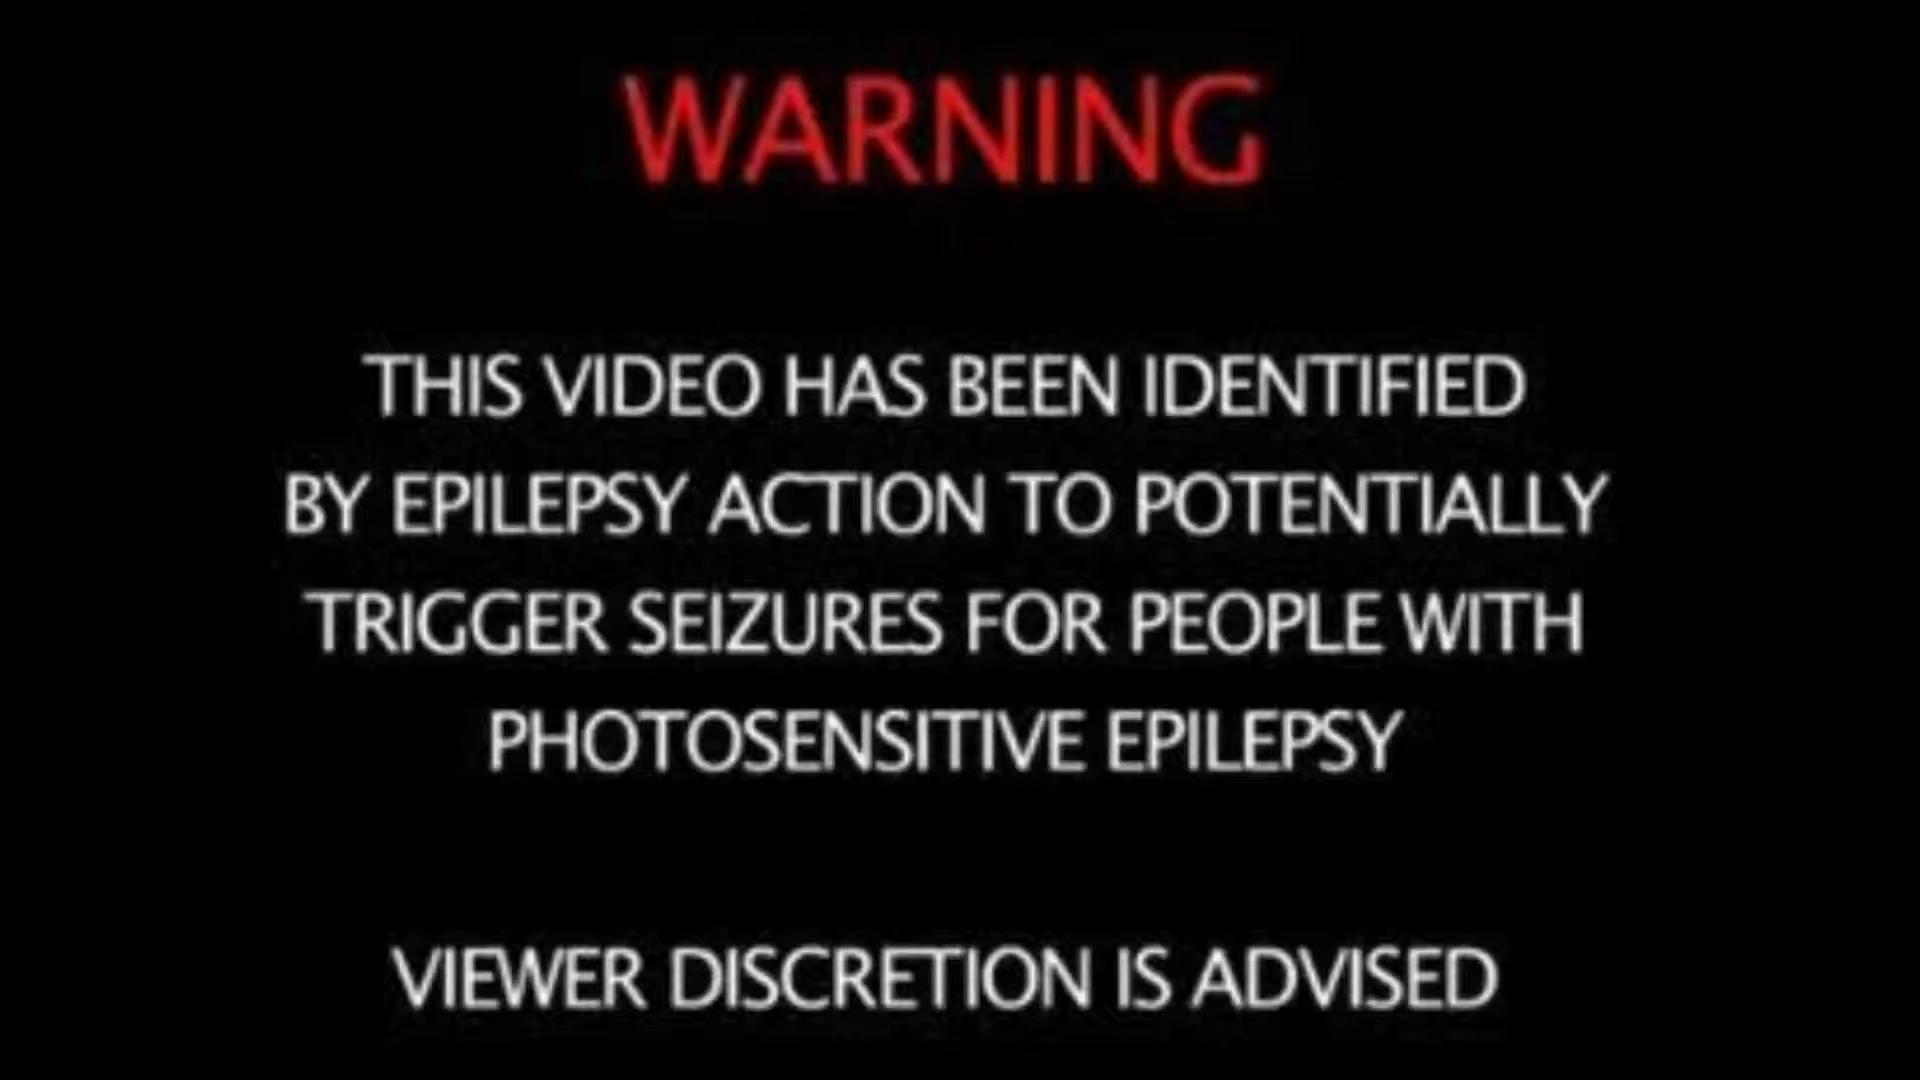 WARNING
THIS VIDEO HAS BEEN IDENTIFIED
BY EPILEPSY ACTION TO POTENTIALLY
TRIGGER SEIZURES FOR PEOPLE WITH
PHOTOSENSITIVE EPILEPSY
VIEWER DISCRETION IS ADVISED